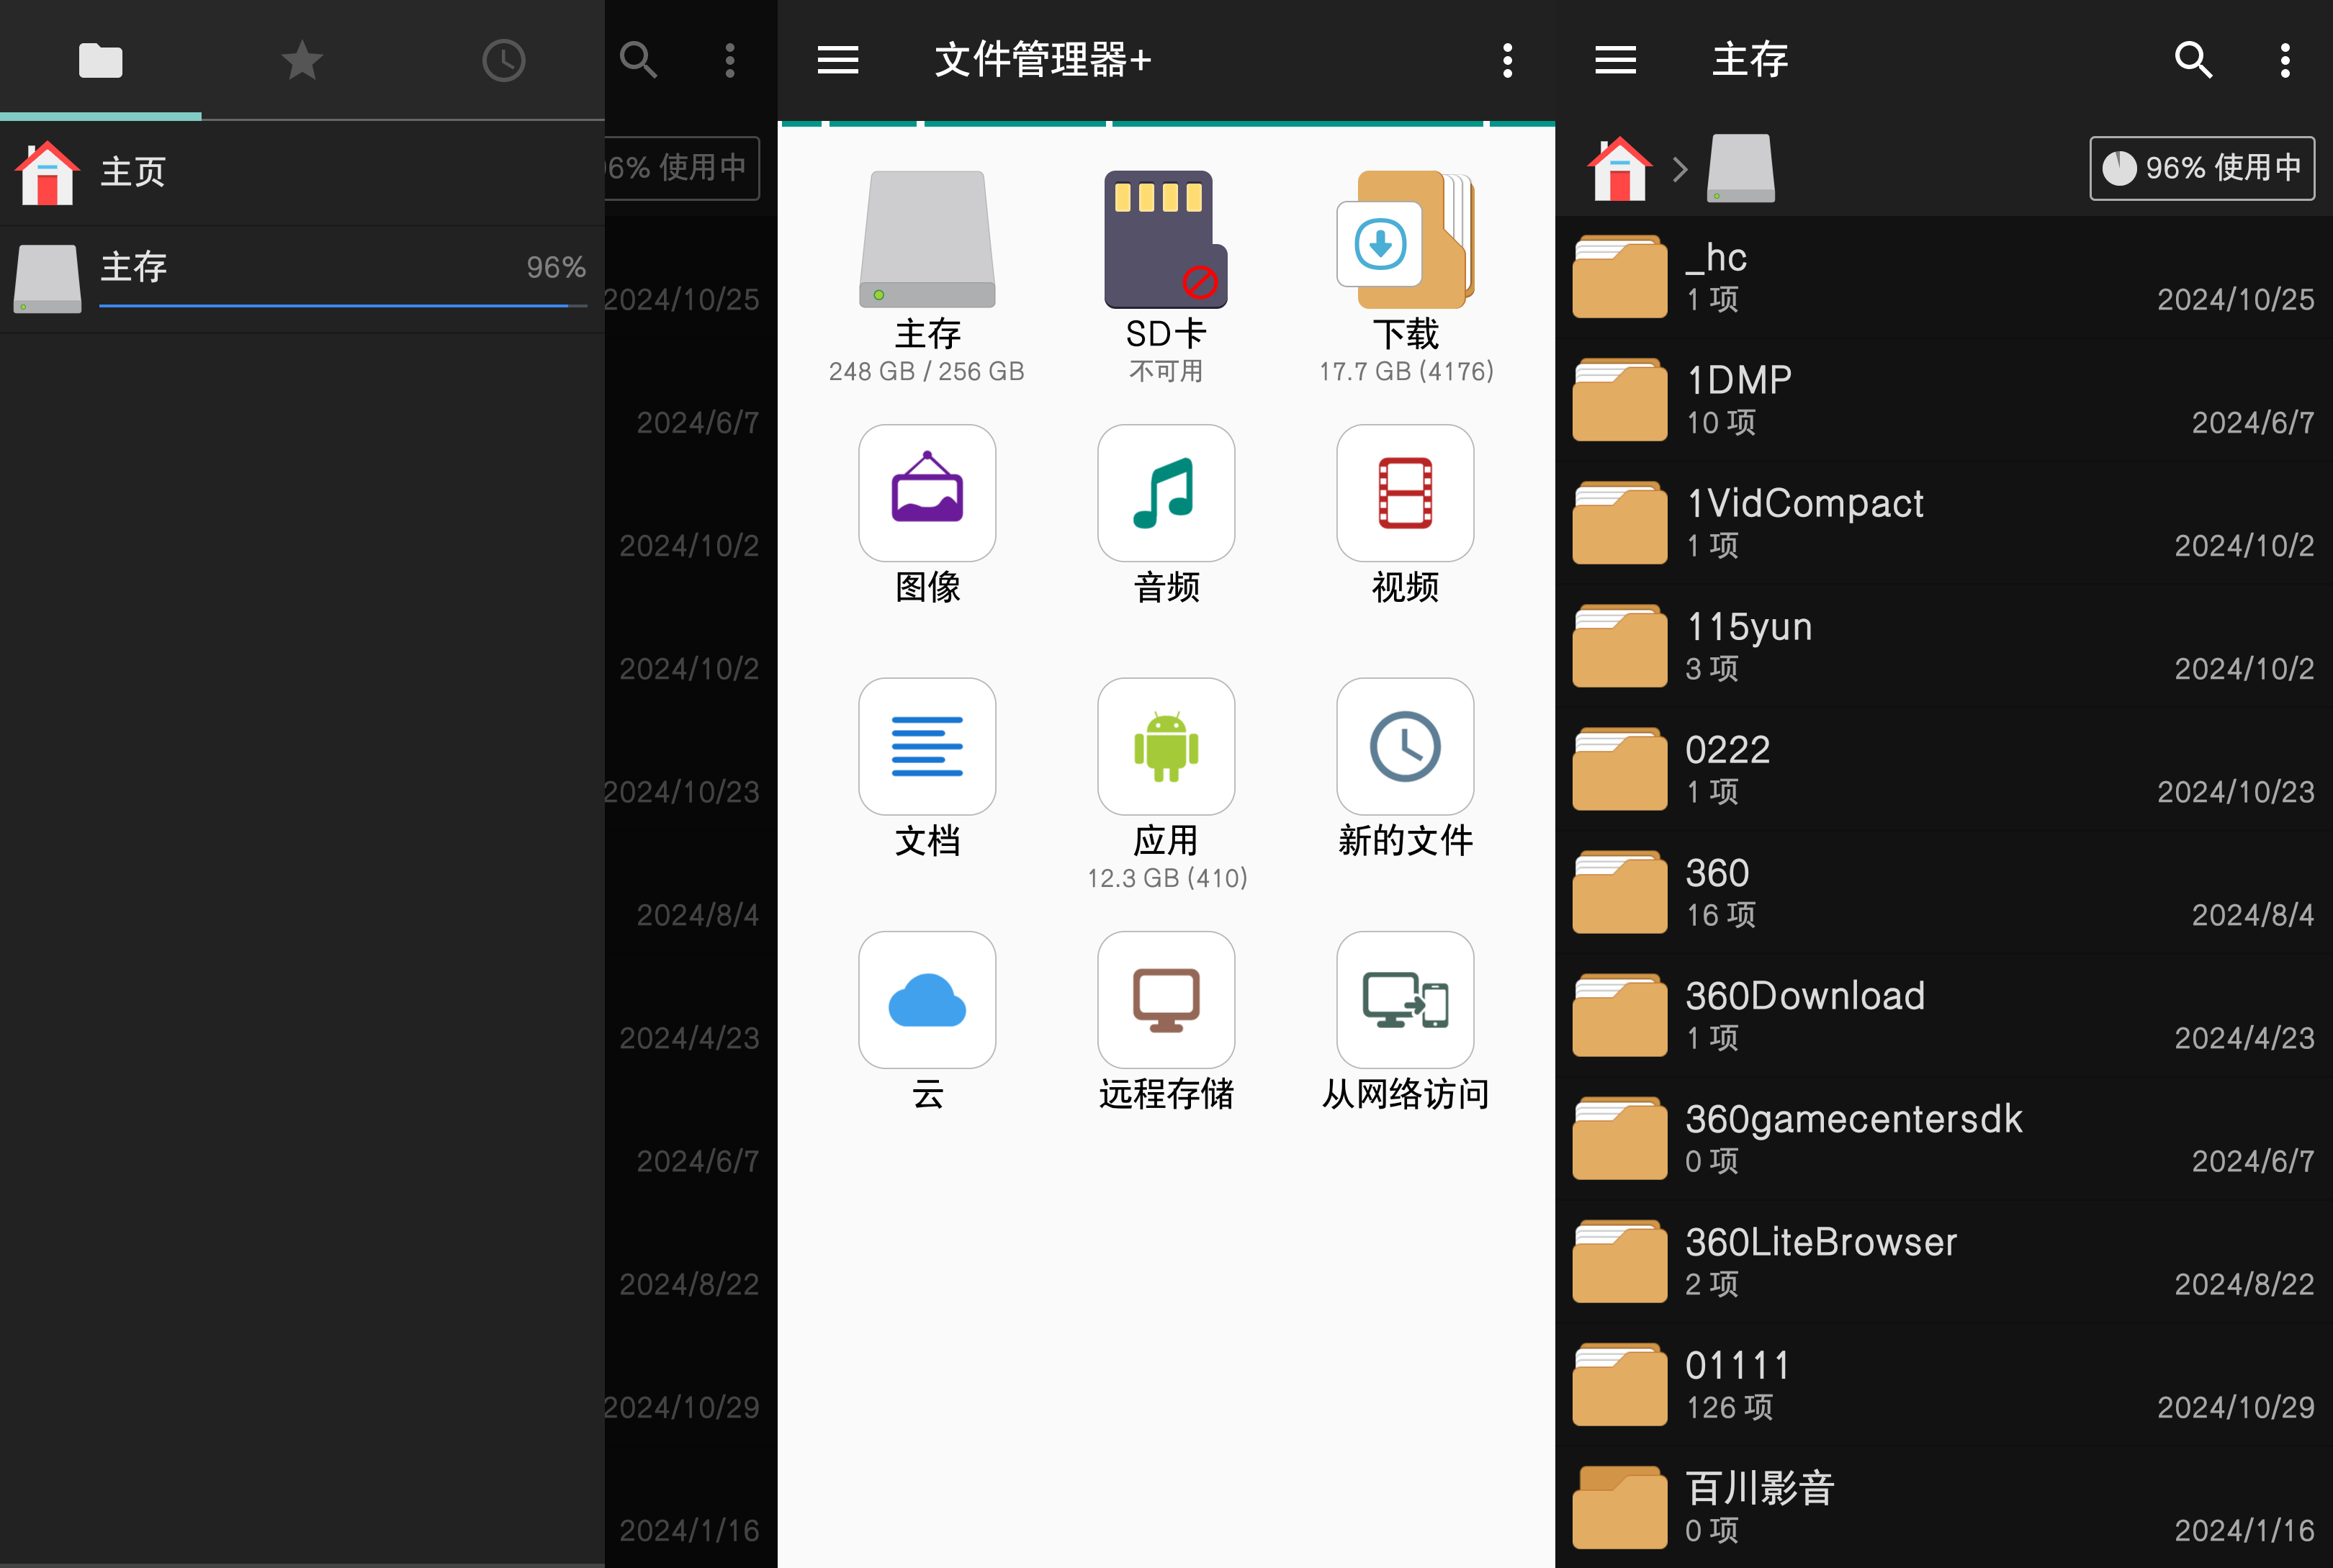 主页
主存
96%
6% 使用中
2024/10/25
2024/6/7
2024/10/2
2024/10/2
2024/10/23
2024/8/4
2024/4/23
2024/6/7
2024/8/22
2024/10/29
2024/1/16
文件管理器+
主存
248 GB / 256 GB
SD卡
不可用
下载
17.7 GB (4176)
图像
音频
视频
文档
应用
12.3 GB (410)
新的文件
云
远程存储
从网络访问
主存
96% 使用中
_hc
1 项
2024/10/25
1DMP
10 项
2024/6/7
1VidCompact
1 项
2024/10/2
115yun
3 项
2024/10/2
0222
1 项
2024/10/23
360
16 项
2024/8/4
360Download
1 项
2024/4/23
360gamecentersdk
0 项
2024/6/7
360LiteBrowser
2 项
2024/8/22
01111
126 项
2024/10/29
百川影音
0 项
2024/1/16